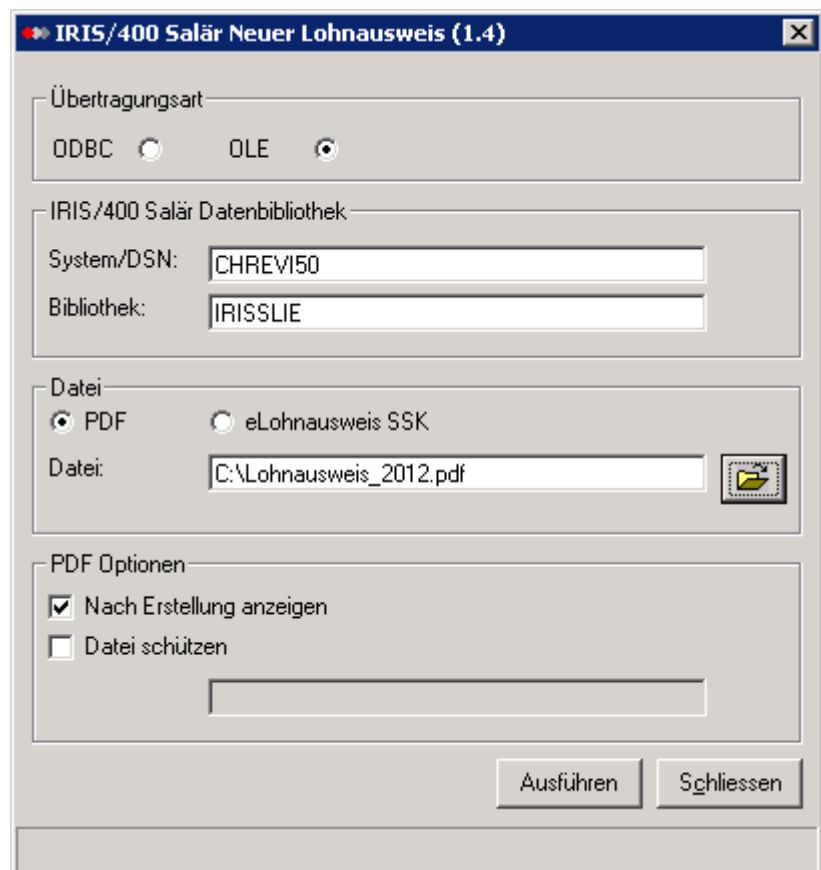 IRIS/400 Salär Neuer Lohnausweis (1.4)
Übertragungsart
ODBC OLE
IRIS/400 Salär Datenbibliothek
System/DSN: CHREVI50
Bibliothek: IRISSLIE
Datei
PDF eLohnausweis SSK
Datei: C:\Lohnausweis_2012.pdf
PDF Optionen
Nach Erstellung anzeigen
Datei schützen
Ausführen Schliessen